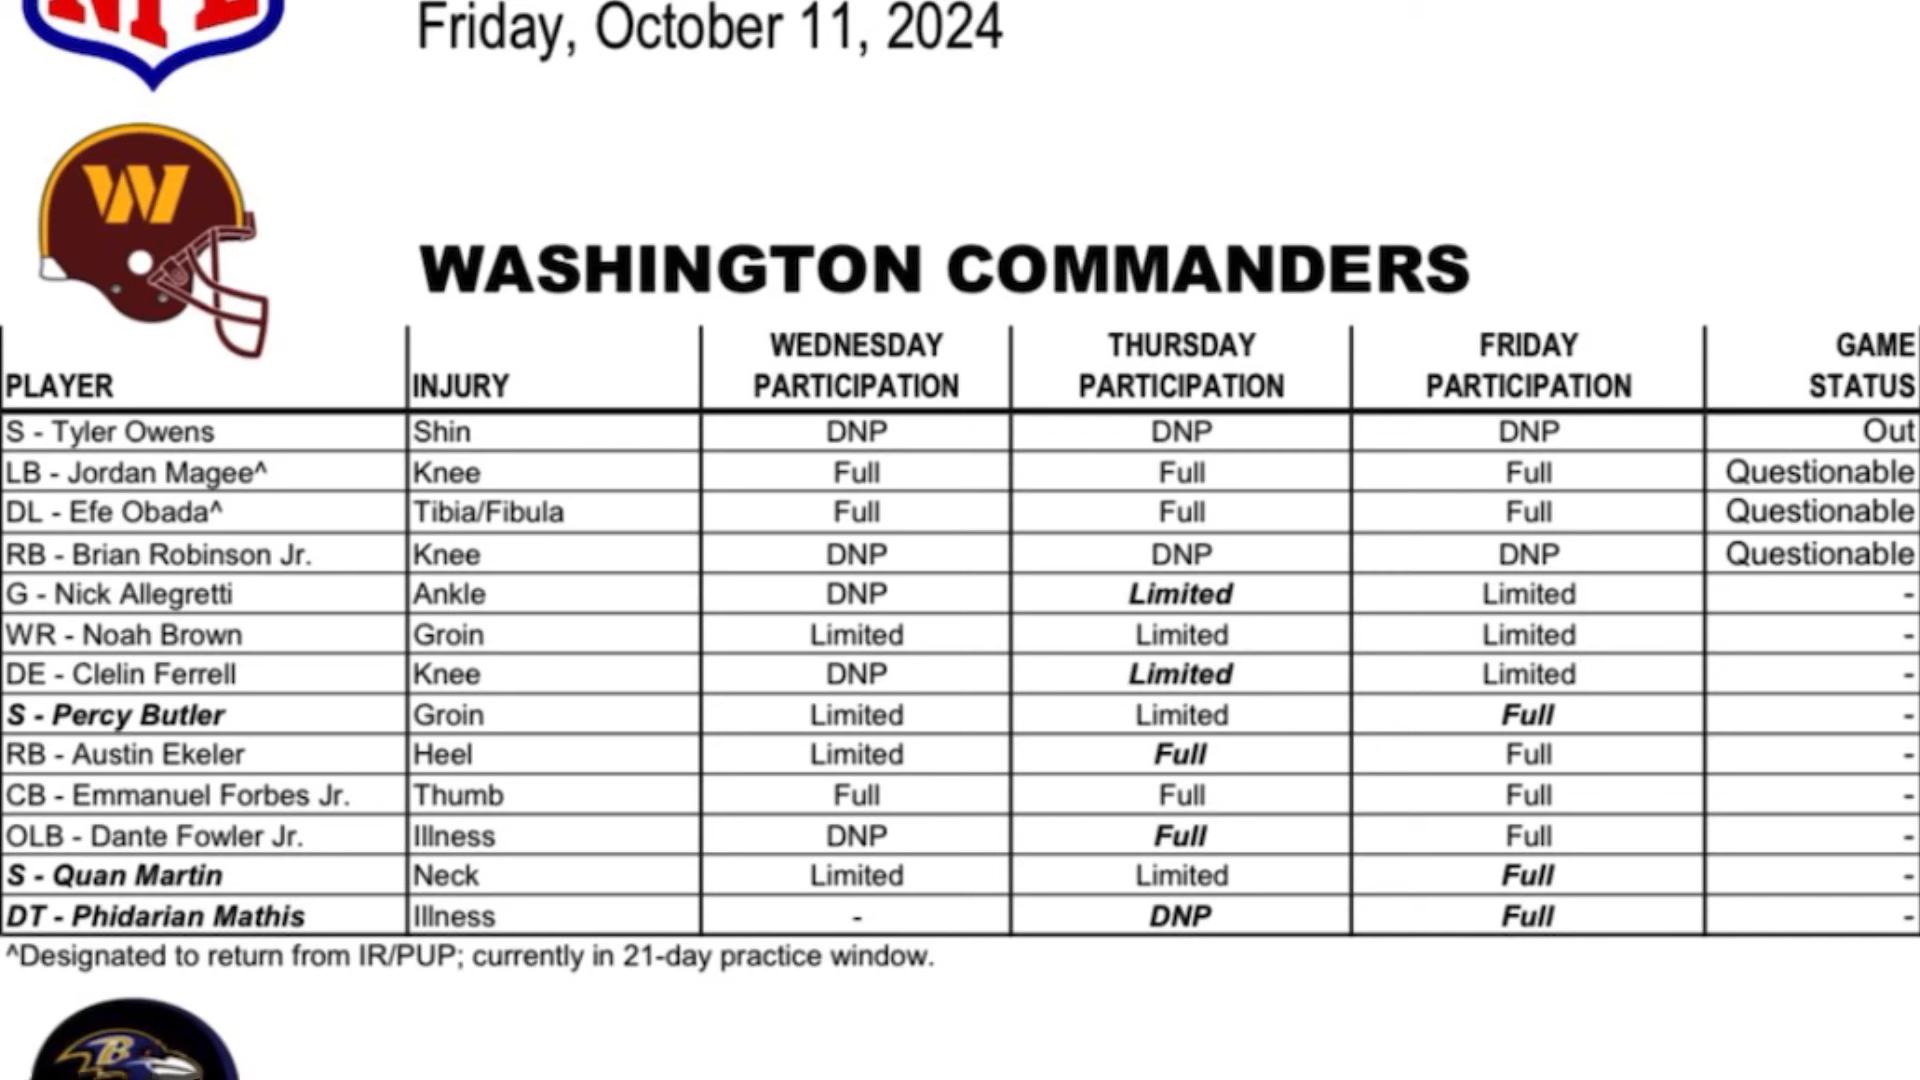 NFL
Friday, October 11, 2024
W
WASHINGTON COMMANDERS
PLAYER INJURY WEDNESDAY PARTICIPATION THURSDAY PARTICIPATION FRIDAY PARTICIPATION GAME STATUS
S - Tyler Owens Shin DNP DNP DNP Out
LB - Jordan Magee^ Knee Full Full Full Questionable
DL - Efe Obada^ Tibia/Fibula Full Full Full Questionable
RB - Brian Robinson Jr. Knee DNP DNP DNP Questionable
G - Nick Allegretti Ankle DNP Limited Limited -
WR - Noah Brown Groin Limited Limited Limited -
DE - Clelin Ferrell Knee DNP Limited Limited -
S - Percy Butler Groin Limited Limited Full -
RB - Austin Ekeler Heel Limited Full Full -
CB - Emmanuel Forbes Jr. Thumb Full Full Full -
OLB - Dante Fowler Jr. Illness DNP Full Full -
S - Quan Martin Neck Limited Limited Full -
DT - Phidarian Mathis Illness - DNP Full -
^Designated to return from IR/PUP; currently in 21-day practice window.
B